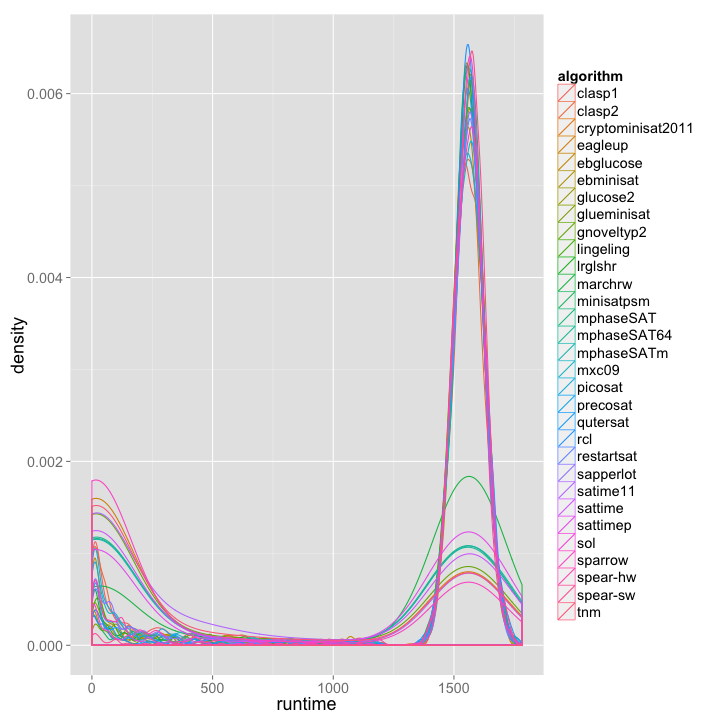 algorithm
clasp1
clasp2
cryptominisat2011
eagleup
ebglucose
ebminisat
glucose2
glueminisat
gnoveltyp2
lingeling
lrglshr
marchrw
minisatpsm
mphaseSAT
mphaseSAT64
mphaseSATm
mxc09
picosat
precosat
qutersat
rcl
restartsat
sapperlot
satime11
sattime
sattimep
sol
sparrow
spear-hw
spear-sw
tnm
density
0.006
0.004
0.002
0.000
0
500
1000
1500
runtime